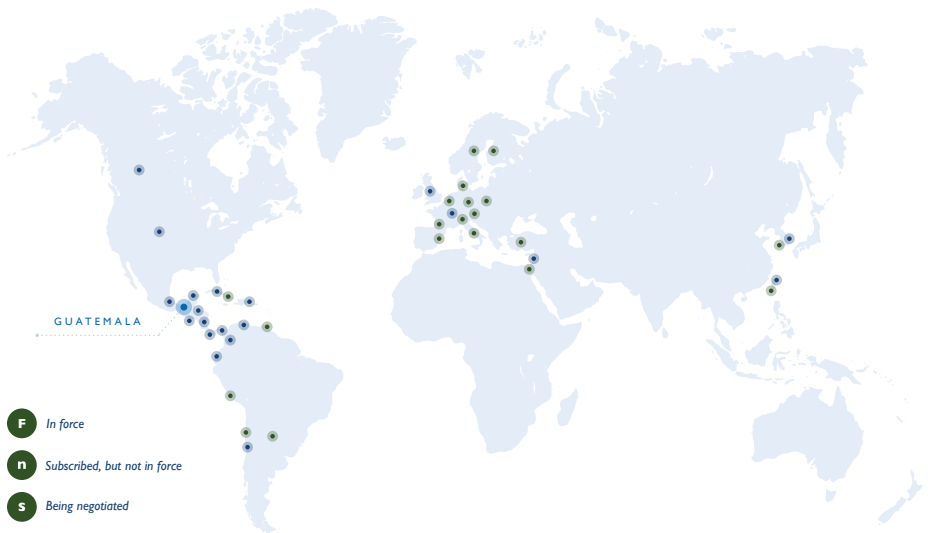 GUATEMALA
F In force
n Subscribed, but not in force
s Being negotiated